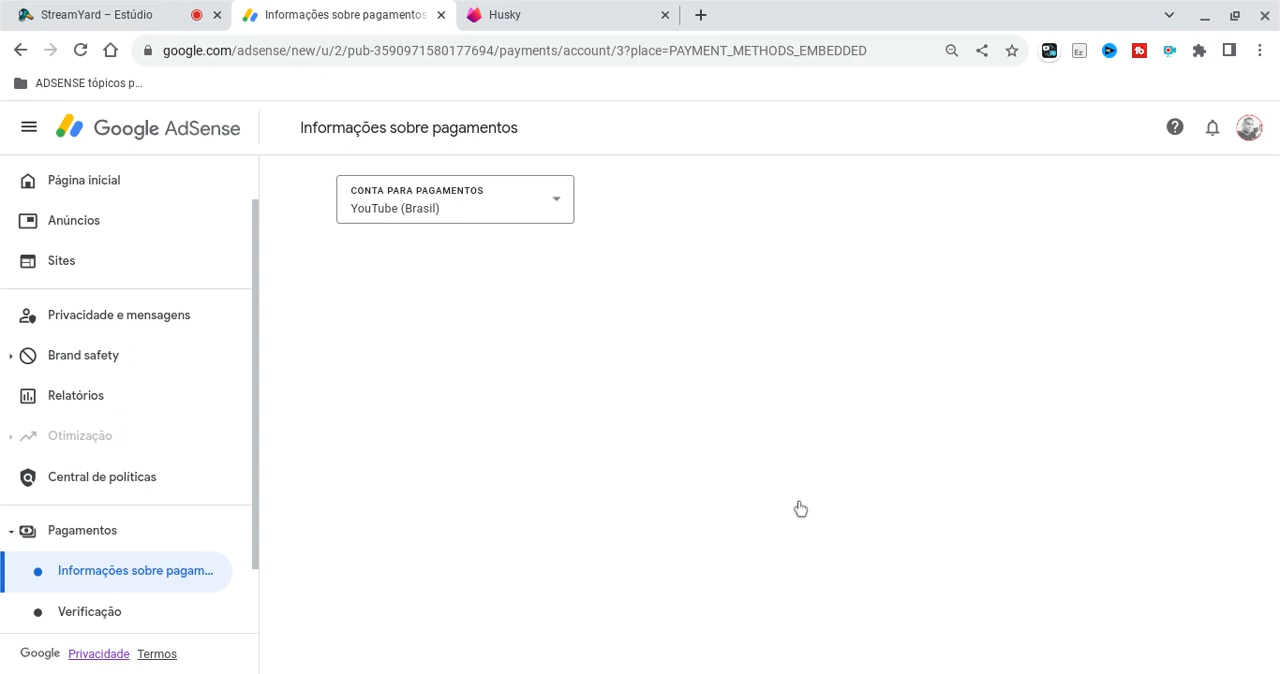 StreamYard – Estúdio
Informações sobre pagamentos
Husky
google.com/adsense/new/u/2/pub-3590971580177694/payments/account/3?place=PAYMENT_METHODS_EMBEDDED
Ez
ADSENSE tópicos p...
Google AdSense
Informações sobre pagamentos
Página inicial
CONTA PARA PAGAMENTOS
YouTube (Brasil)
Anúncios
Sites
Privacidade e mensagens
Brand safety
Relatórios
Otimização
Central de políticas
Pagamentos
Informações sobre pagam...
Verificação
Google Privacidade Termos